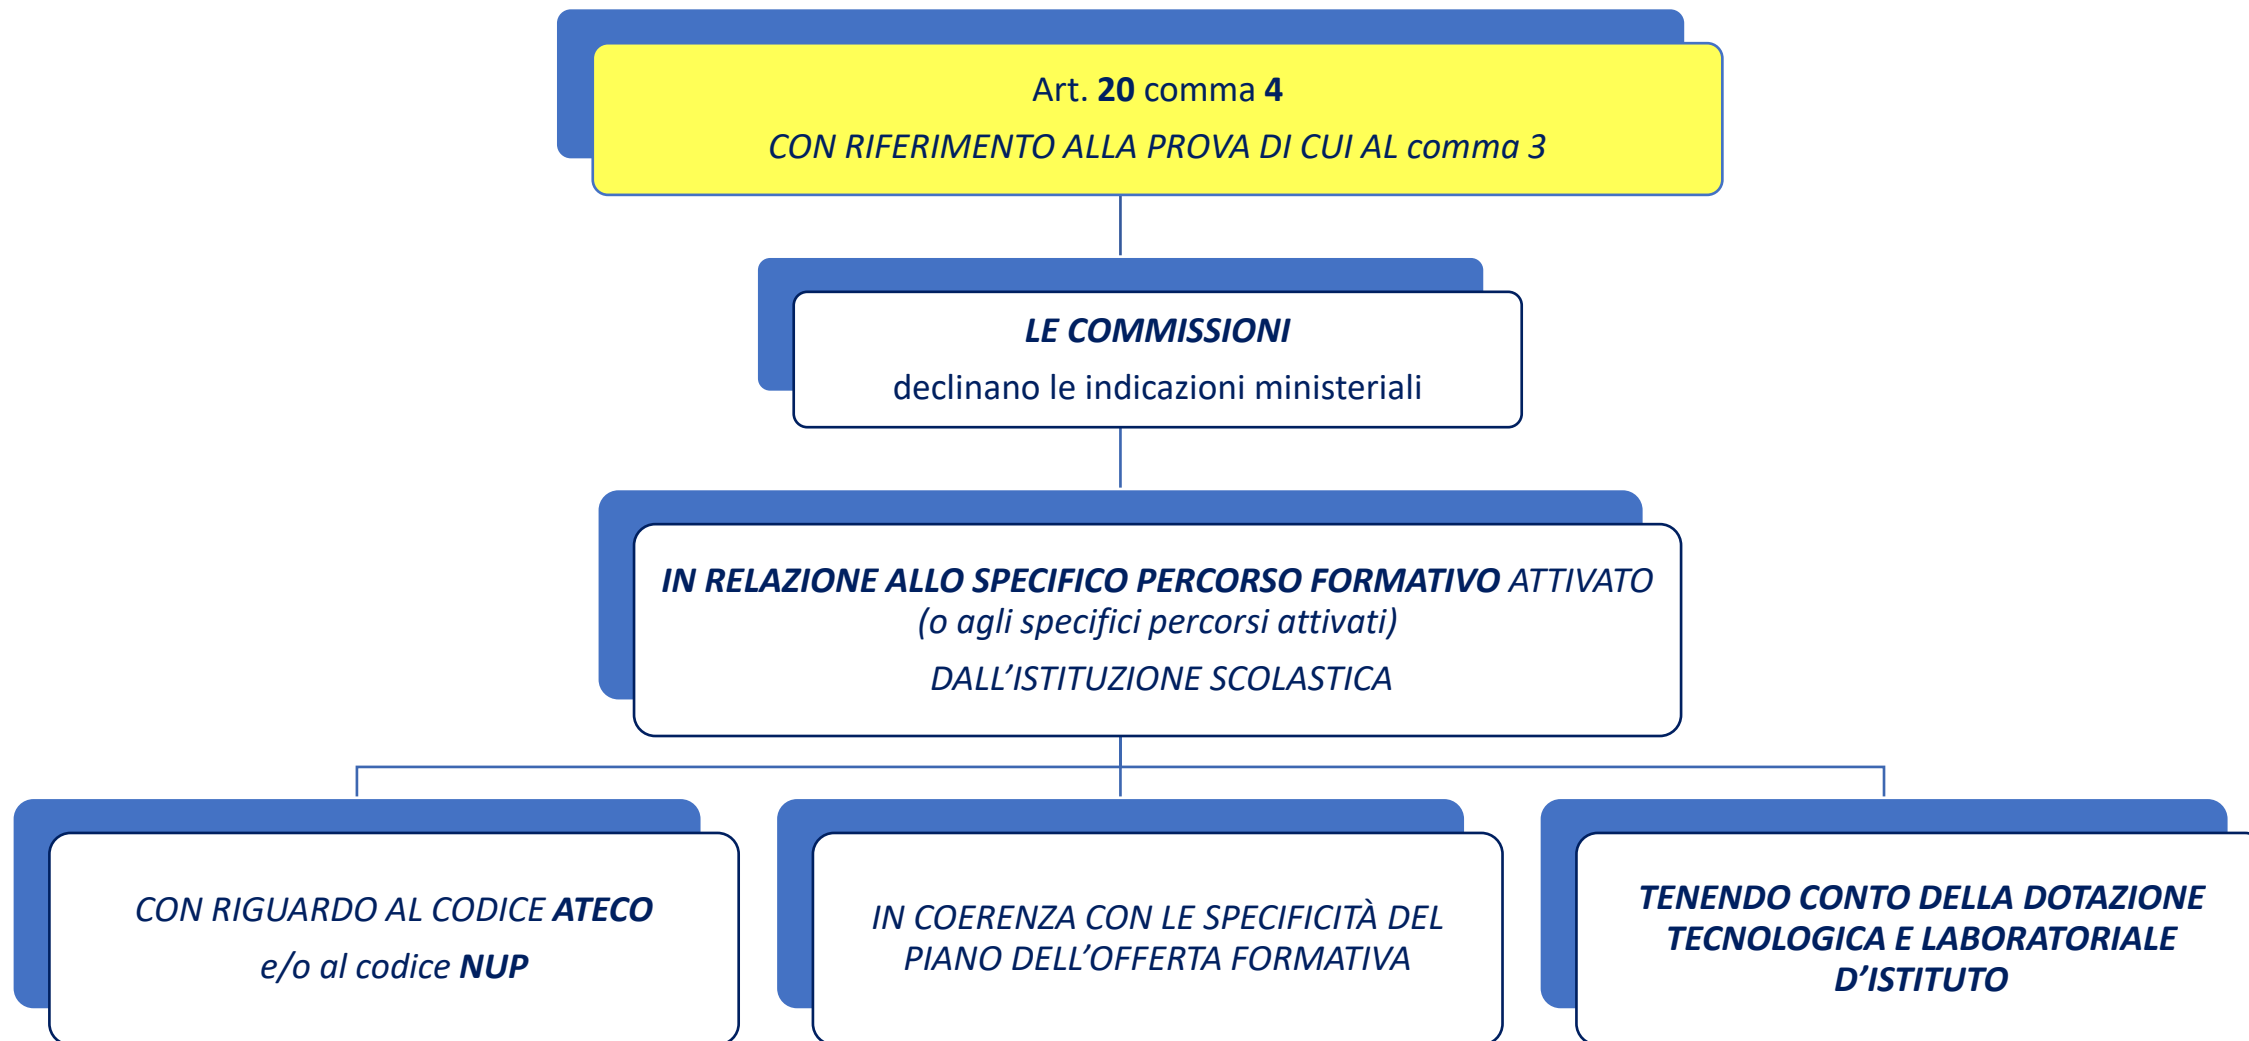 Art. 20 comma 4
CON RIFERIMENTO ALLA PROVA DI CUI AL comma 3
LE COMMISSIONI
declinano le indicazioni ministeriali
IN RELAZIONE ALLO SPECIFICO PERCORSO FORMATIVO ATTIVATO
(o agli specifici percorsi attivati)
DALL’ISTITUZIONE SCOLASTICA
CON RIGUARDO AL CODICE ATECO
e/o al codice NUP
IN COERENZA CON LE SPECIFICITÀ DEL
PIANO DELL’OFFERTA FORMATIVA
TENENDO CONTO DELLA DOTAZIONE
TECNOLOGICA E LABORATORIALE
D’ISTITUTO